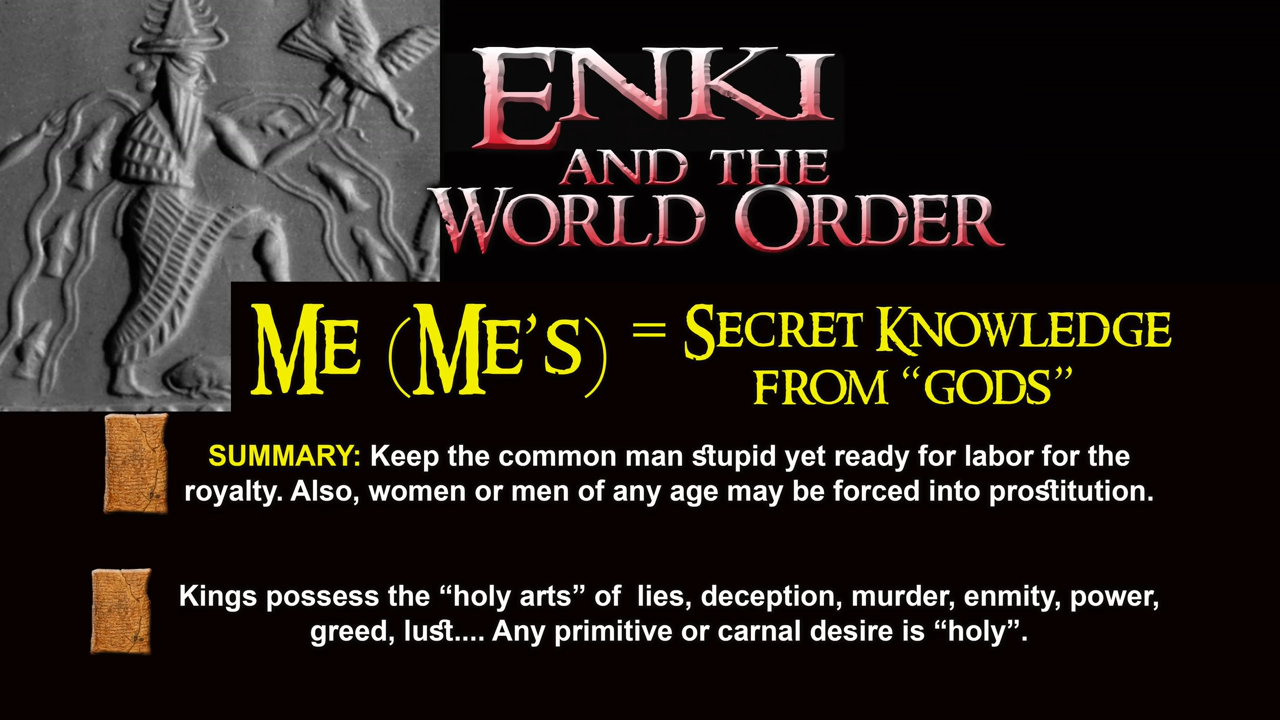 ENKI
AND THE
WORLD ORDER
ME (ME’S) = SECRET KNOWLEDGE
FROM “GODS”
SUMMARY: Keep the common man stupid yet ready for labor for the
royalty. Also, women or men of any age may be forced into prostitution.
Kings possess the “holy arts” of  lies, deception, murder, enmity, power,
greed, lust.... Any primitive or carnal desire is “holy”.